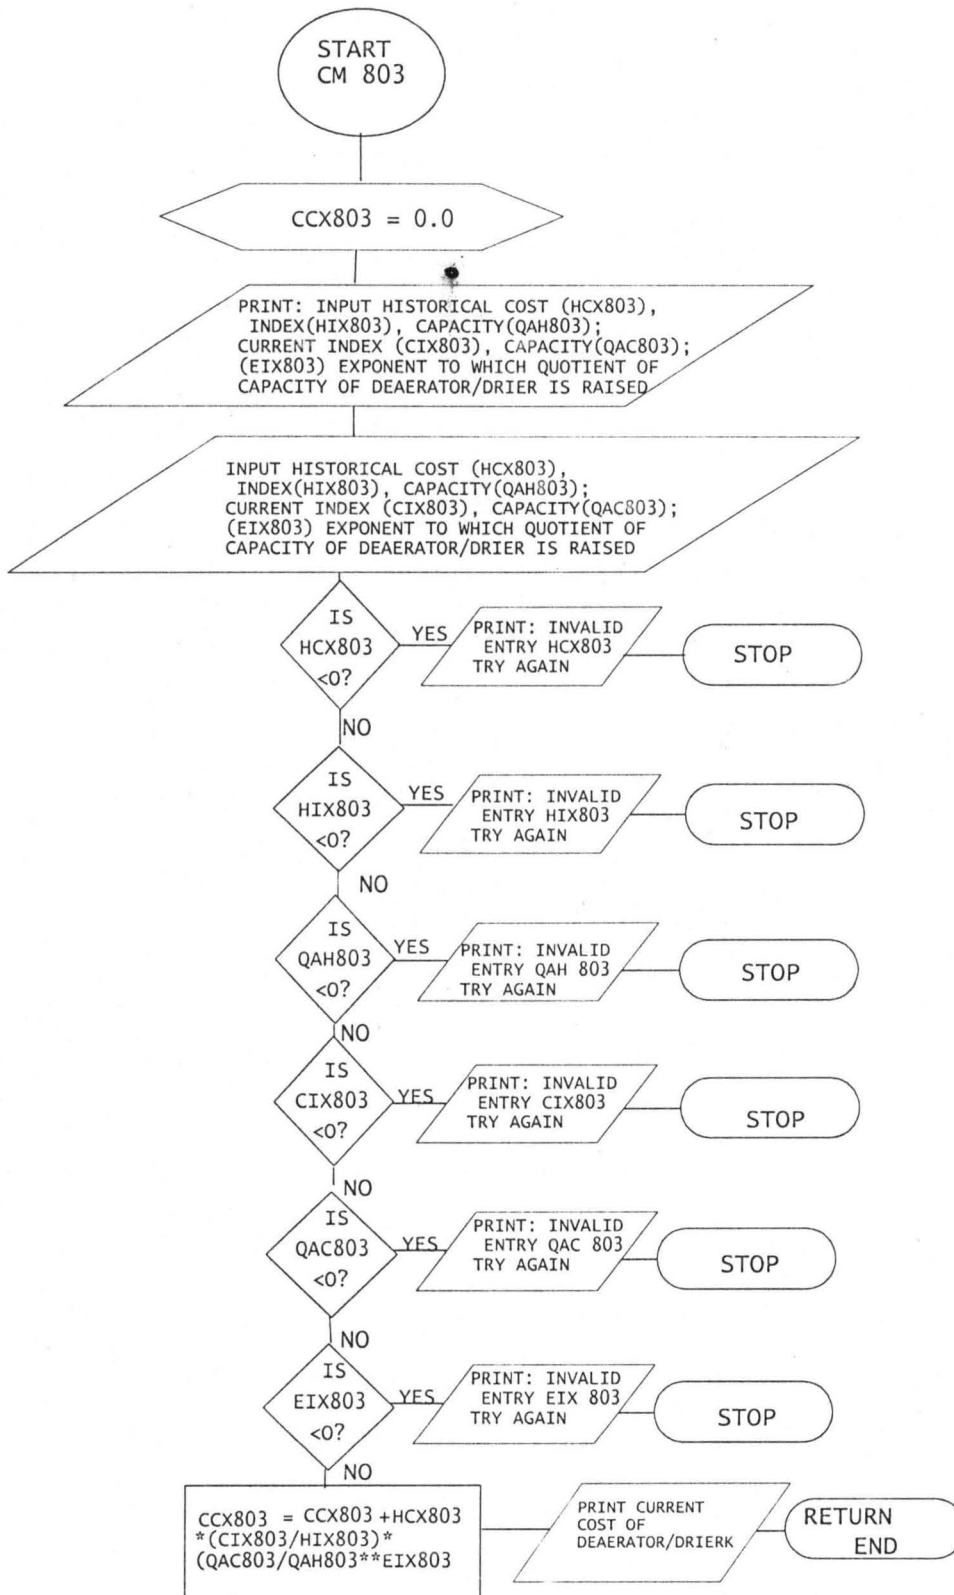 START
CM 803
CCX803 = 0.0
PRINT: INPUT HISTORICAL COST (HCX803),
INDEX(HIX803), CAPACITY(QAH803);
CURRENT INDEX (CIX803), CAPACITY(QAC803);
(EIX803) EXPONENT TO WHICH QUOTIENT OF
CAPACITY OF DEAERATOR/DRIER IS RAISED
INPUT HISTORICAL COST (HCX803),
INDEX(HIX803), CAPACITY(QAH803);
CURRENT INDEX (CIX803), CAPACITY(QAC803);
(EIX803) EXPONENT TO WHICH QUOTIENT OF
CAPACITY OF DEAERATOR/DRIER IS RAISED
IS
HCX803
<0?
YES
PRINT: INVALID
ENTRY HCX803
TRY AGAIN
STOP
NO
IS
HIX803
<0?
YES
PRINT: INVALID
ENTRY HIX803
TRY AGAIN
STOP
NO
IS
QAH803
<0?
YES
PRINT: INVALID
ENTRY QAH 803
TRY AGAIN
STOP
NO
IS
CIX803
<0?
YES
PRINT: INVALID
ENTRY CIX803
TRY AGAIN
STOP
NO
IS
QAC803
<0?
YES
PRINT: INVALID
ENTRY QAC 803
TRY AGAIN
STOP
NO
IS
EIX803
<0?
YES
PRINT: INVALID
ENTRY EIX 803
TRY AGAIN
STOP
NO
CCX803 = CCX803 +HCX803
*(CIX803/HIX803)*
(QAC803/QAH803**EIX803
PRINT CURRENT
COST OF
DEAERATOR/DRIERK
RETURN
END